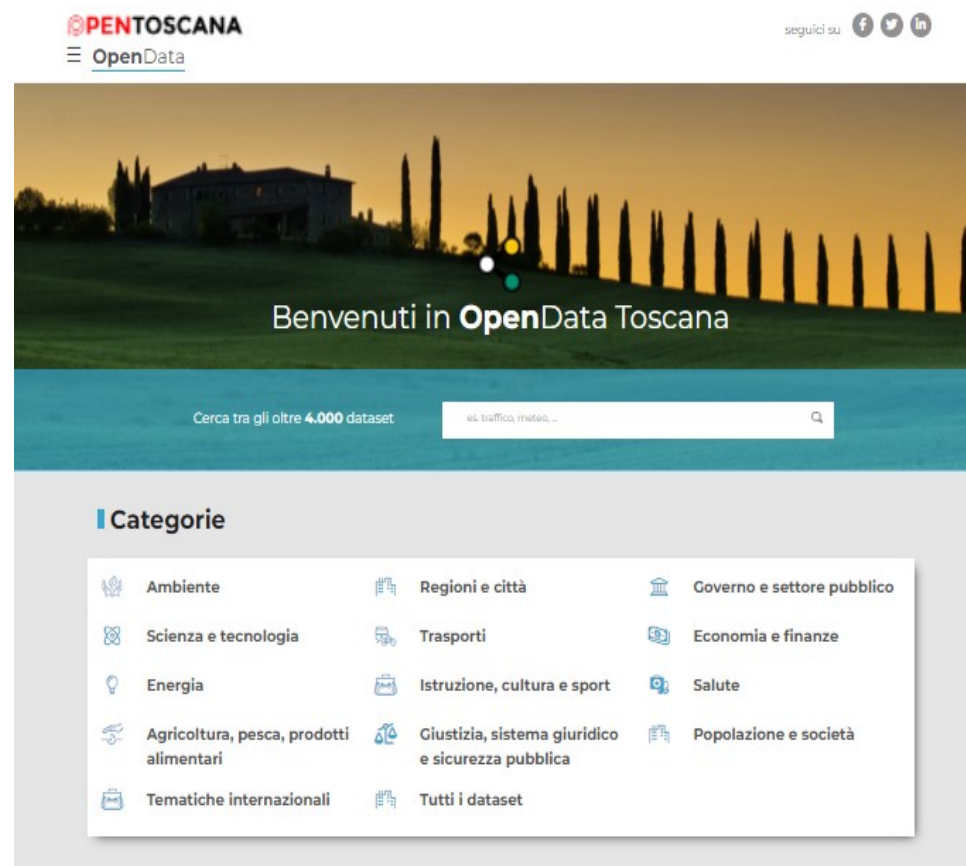 OPENTOSCANA
seguici su
OpenData
Benvenuti in OpenData Toscana
Cerca tra gli oltre 4.000 dataset
es. traffico, meteo, ...
Categorie
Ambiente
Regioni e città
Governo e settore pubblico
Scienza e tecnologia
Trasporti
Economia e finanze
Energia
Istruzione, cultura e sport
Salute
Agricoltura, pesca, prodotti
alimentari
Giustizia, sistema giuridico
e sicurezza pubblica
Popolazione e società
Tematiche internazionali
Tutti i dataset